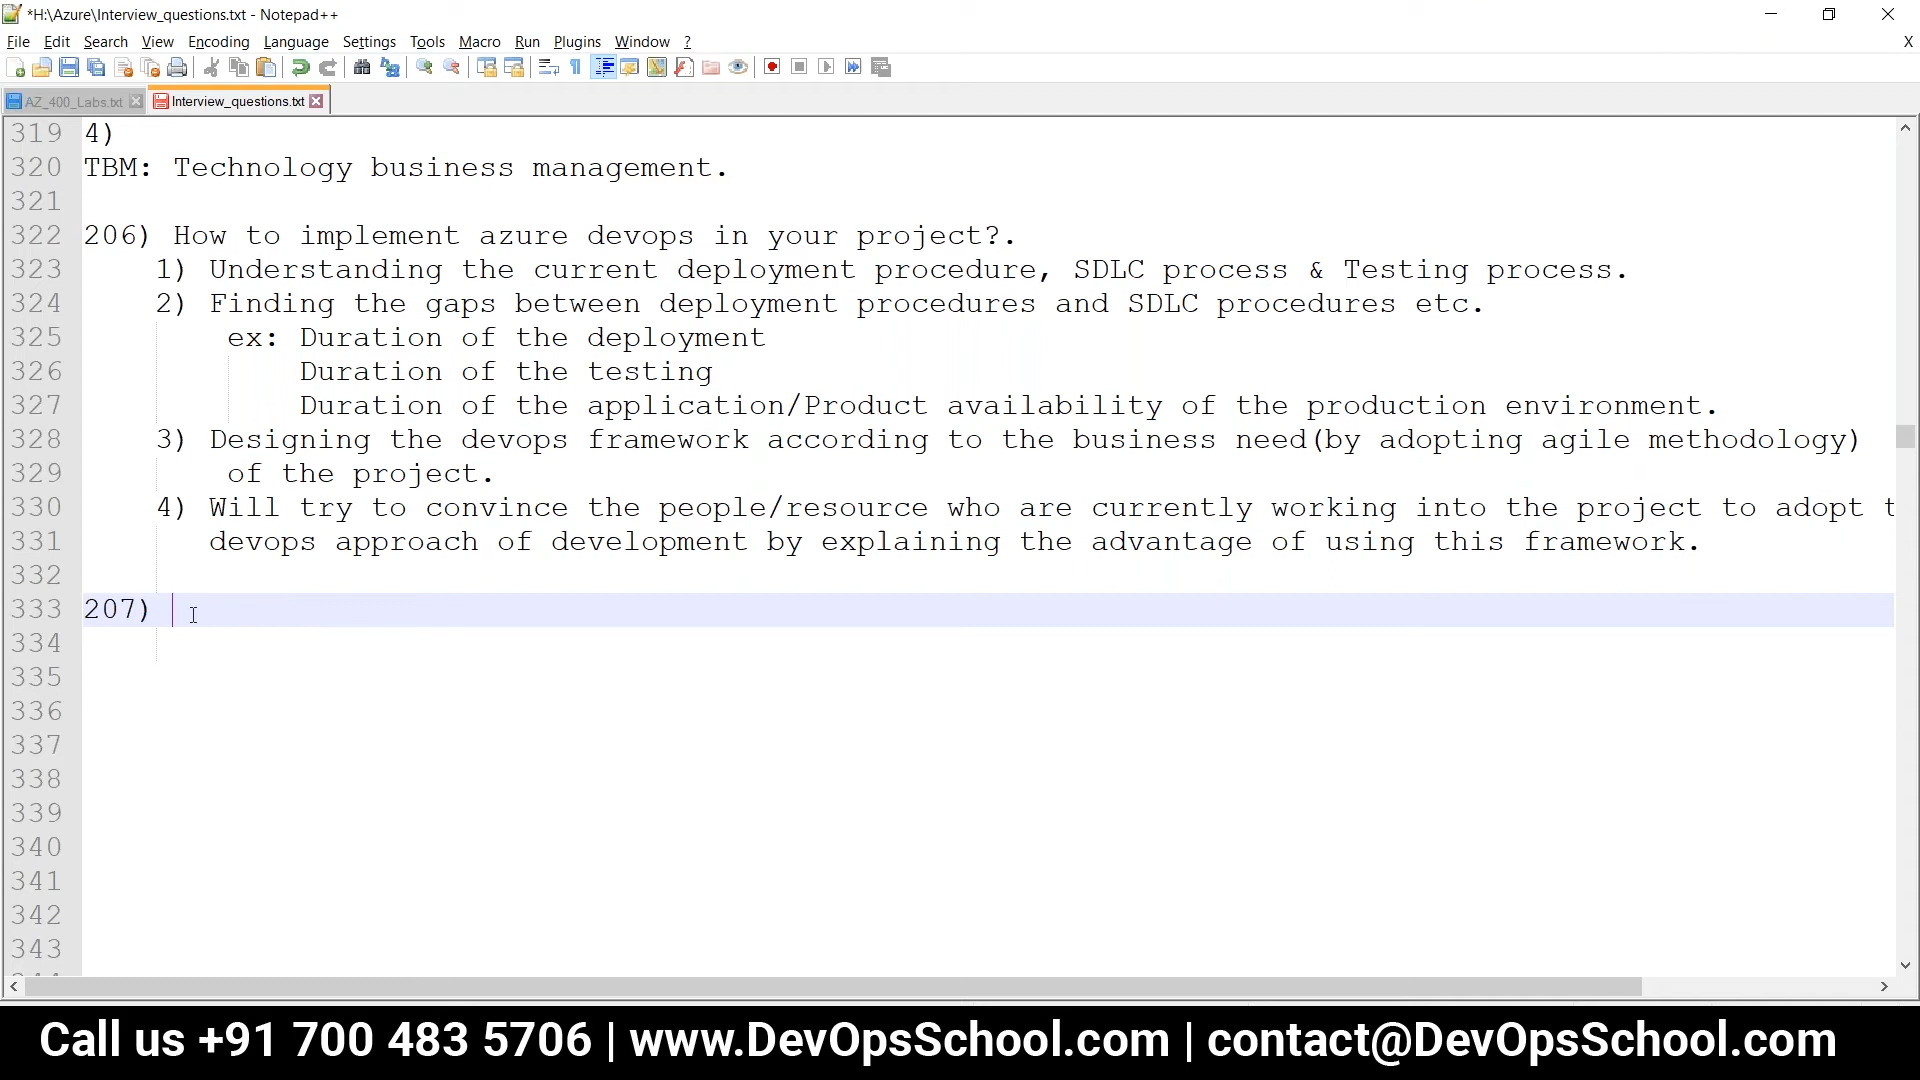 *H:\Azure\Interview_questions.txt - Notepad++
File Edit Search View Encoding Language Settings Tools Macro Run Plugins Window ?
X
AZ_400_Labs.txt Interview_questions.txt
319 4)
320 TBM: Technology business management.
321
322 206) How to implement azure devops in your project?.
323 1) Understanding the current deployment procedure, SDLC process & Testing process.
324 2) Finding the gaps between deployment procedures and SDLC procedures etc.
325 ex: Duration of the deployment
326 Duration of the testing
327 Duration of the application/Product availability of the production environment.
328 3) Designing the devops framework according to the business need(by adopting agile methodology)
329 of the project.
330 4) Will try to convince the people/resource who are currently working into the project to adopt t
331 devops approach of development by explaining the advantage of using this framework.
332
333 207)
334
335
336
337
338
339
340
341
342
343
Call us +91 700 483 5706 | www.DevOpsSchool.com | contact@DevOpsSchool.com